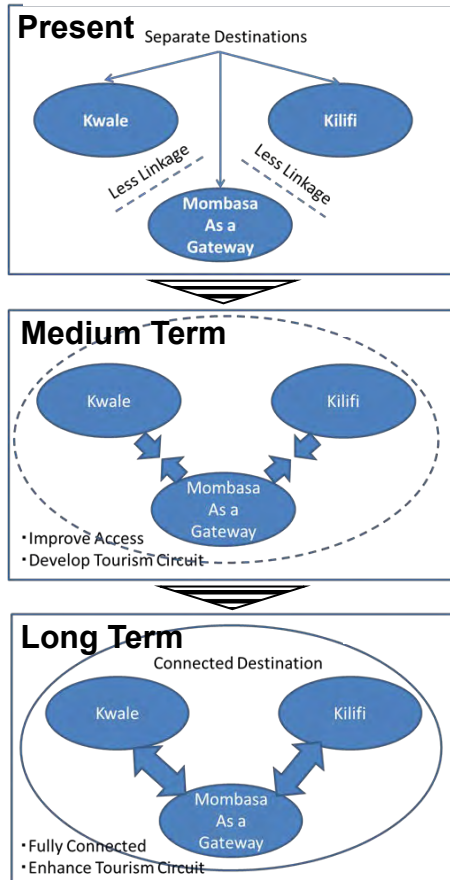 Present
Separate Destinations
Kwale
Kilifi
Less Linkage
Less Linkage
Mombasa
As a
Gateway
Medium Term
Kwale
Kilifi
Mombasa
As a
Gateway
・Improve Access
・Develop Tourism Circuit
Long Term
Connected Destination
Kwale
Kilifi
Mombasa
As a
Gateway
・Fully Connected
・Enhance Tourism Circuit